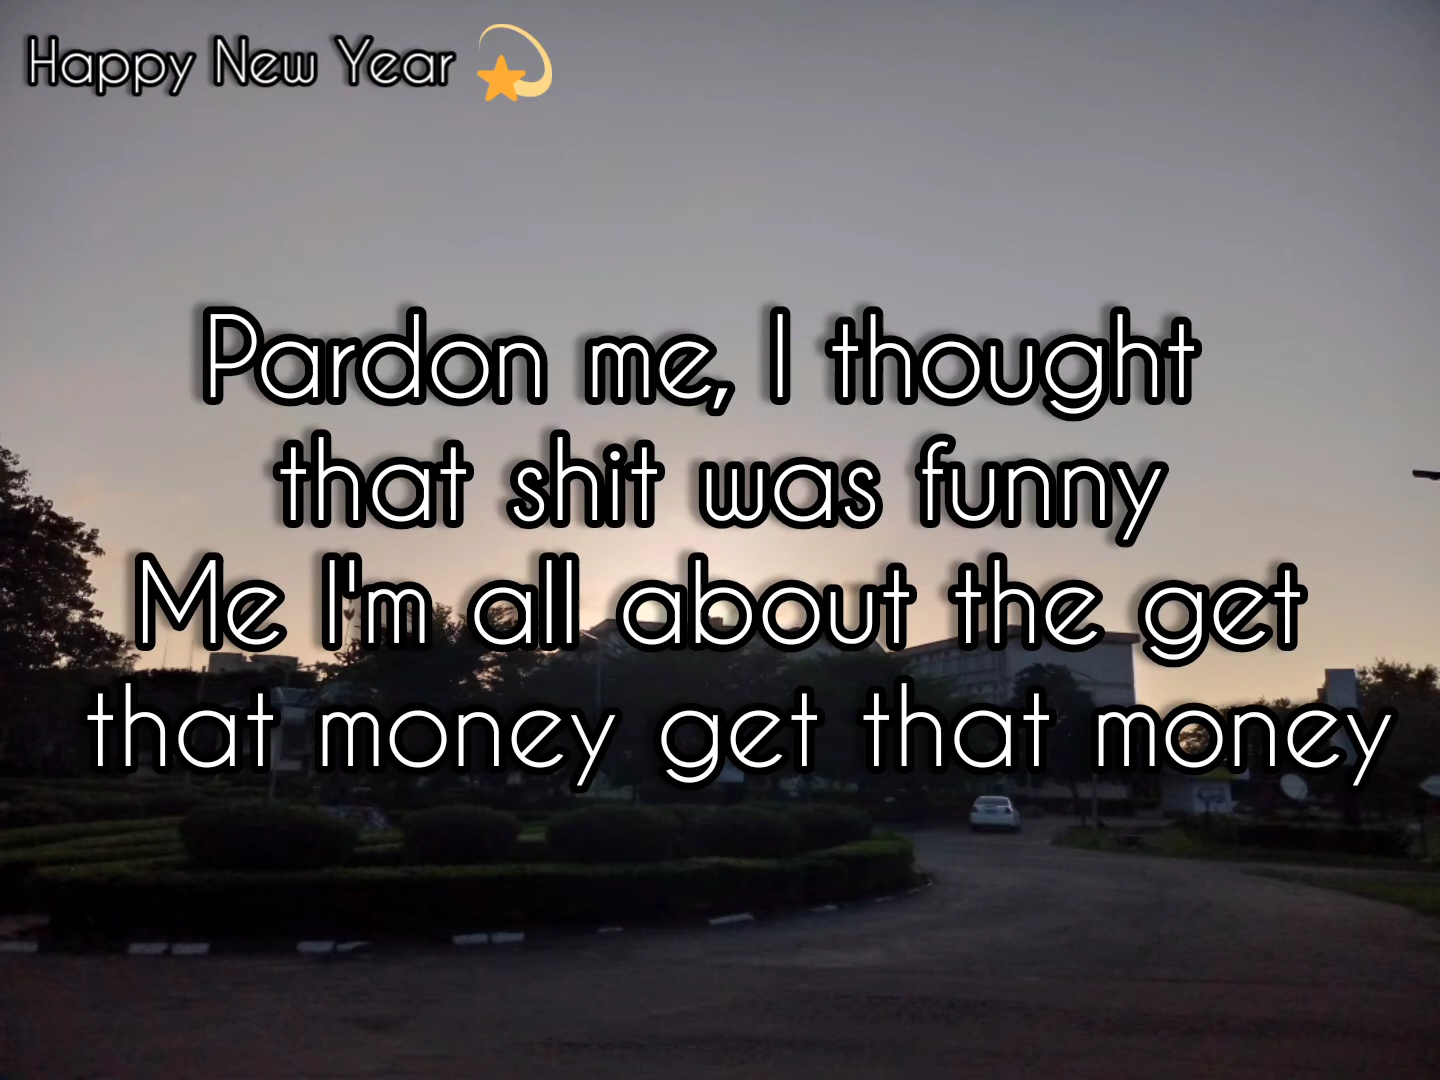 Happy New Year 💫
Pardon me, I thought
that shit was funny
Me I'm all about the get
that money get that money